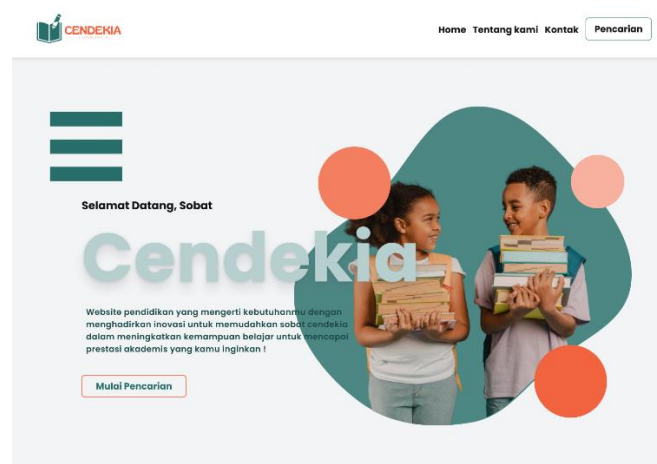 CENDEKIA
Home Tentang kami Kontak Pencarian
Selamat Datang, Sobat
Cendekia
Website pendidikan yang mengerti kebutuhanmu dengan
menghadirkan inovasi untuk memudahkan sobat cendekia
dalam meningkatkan kemampuan belajar untuk mencapai
prestasi akademis yang kamu inginkan !
Mulai Pencarian